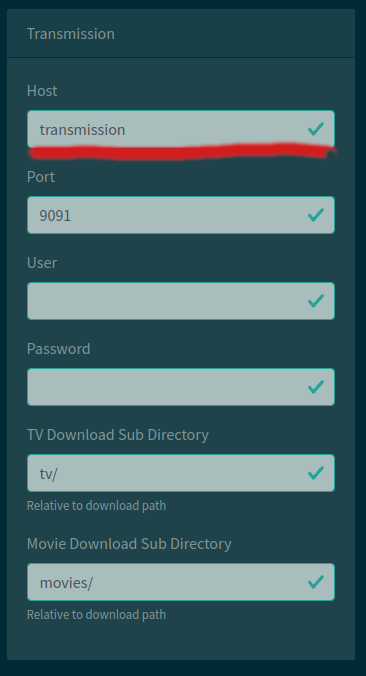 Transmission
Host
transmission
Port
9091
User
Password
TV Download Sub Directory
tv/
Relative to download path
Movie Download Sub Directory
movies/
Relative to download path